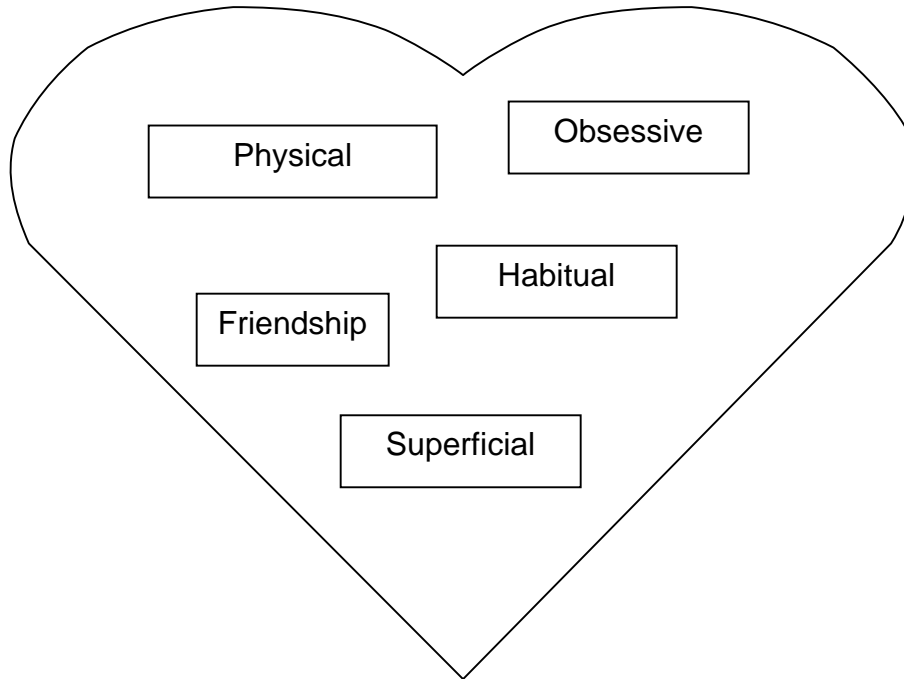 Physical
Obsessive
Habitual
Friendship
Superficial